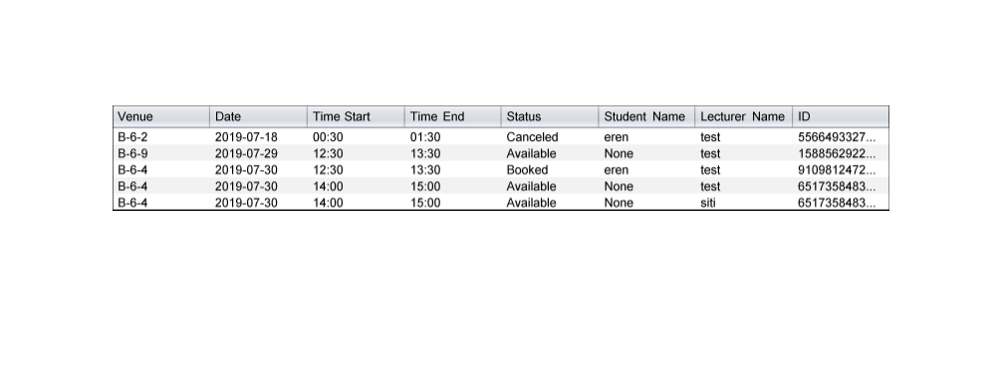 Venue Date Time Start Time End Status Student Name Lecturer Name ID
B-6-2 2019-07-18 00:30 01:30 Canceled eren test 5566493327...
B-6-9 2019-07-29 12:30 13:30 Available None test 1588562922...
B-6-4 2019-07-30 12:30 13:30 Booked eren test 9109812472...
B-6-4 2019-07-30 14:00 15:00 Available None test 6517358483...
B-6-4 2019-07-30 14:00 15:00 Available None siti 6517358483...